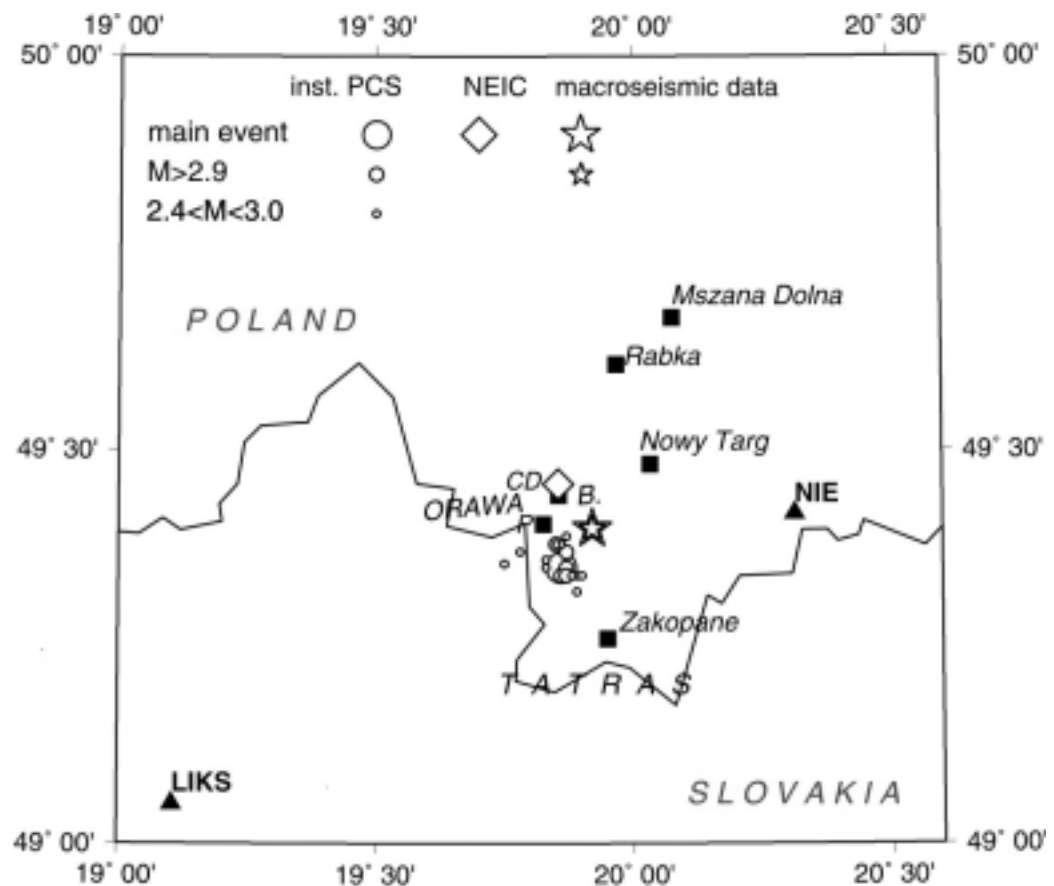 19° 00' 19° 30' 20° 00' 20° 30'
50° 00' 50° 00'
inst. PCS NEIC macroseismic data
main event
M>2.9
2.4<M<3.0
Mszana Dolna
POLAND
Rabka
49° 30' Nowy Targ 49° 30'
CD B. NIE
ORAWA P
Zakopane
TATRAS
LIKS SLOVAKIA
49° 00' 49° 00'
19° 00' 19° 30' 20° 00' 20° 30'